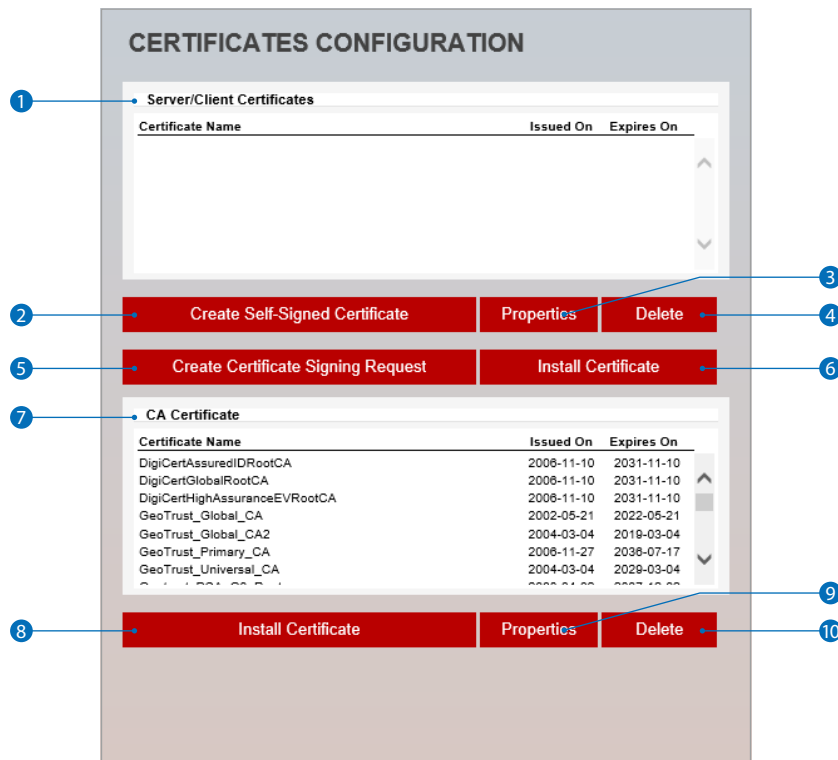 CERTIFICATES CONFIGURATION
1 Server/Client Certificates
Certificate Name Issued On Expires On
3
2 Create Self-Signed Certificate Properties Delete 4
5 Create Certificate Signing Request Install Certificate 6
7 CA Certificate
Certificate Name Issued On Expires On
DigiCertAssuredIDRootCA 2006-11-10 2031-11-10
DigiCertGlobalRootCA 2006-11-10 2031-11-10
DigiCertHighAssuranceEVRootCA 2006-11-10 2031-11-10
GeoTrust_Global_CA 2002-05-21 2022-05-21
GeoTrust_Global_CA2 2004-03-04 2019-03-04
GeoTrust_Primary_CA 2006-11-27 2036-07-17
GeoTrust_Universal_CA 2004-03-04 2029-03-04
9
8 Install Certificate Properties Delete 10